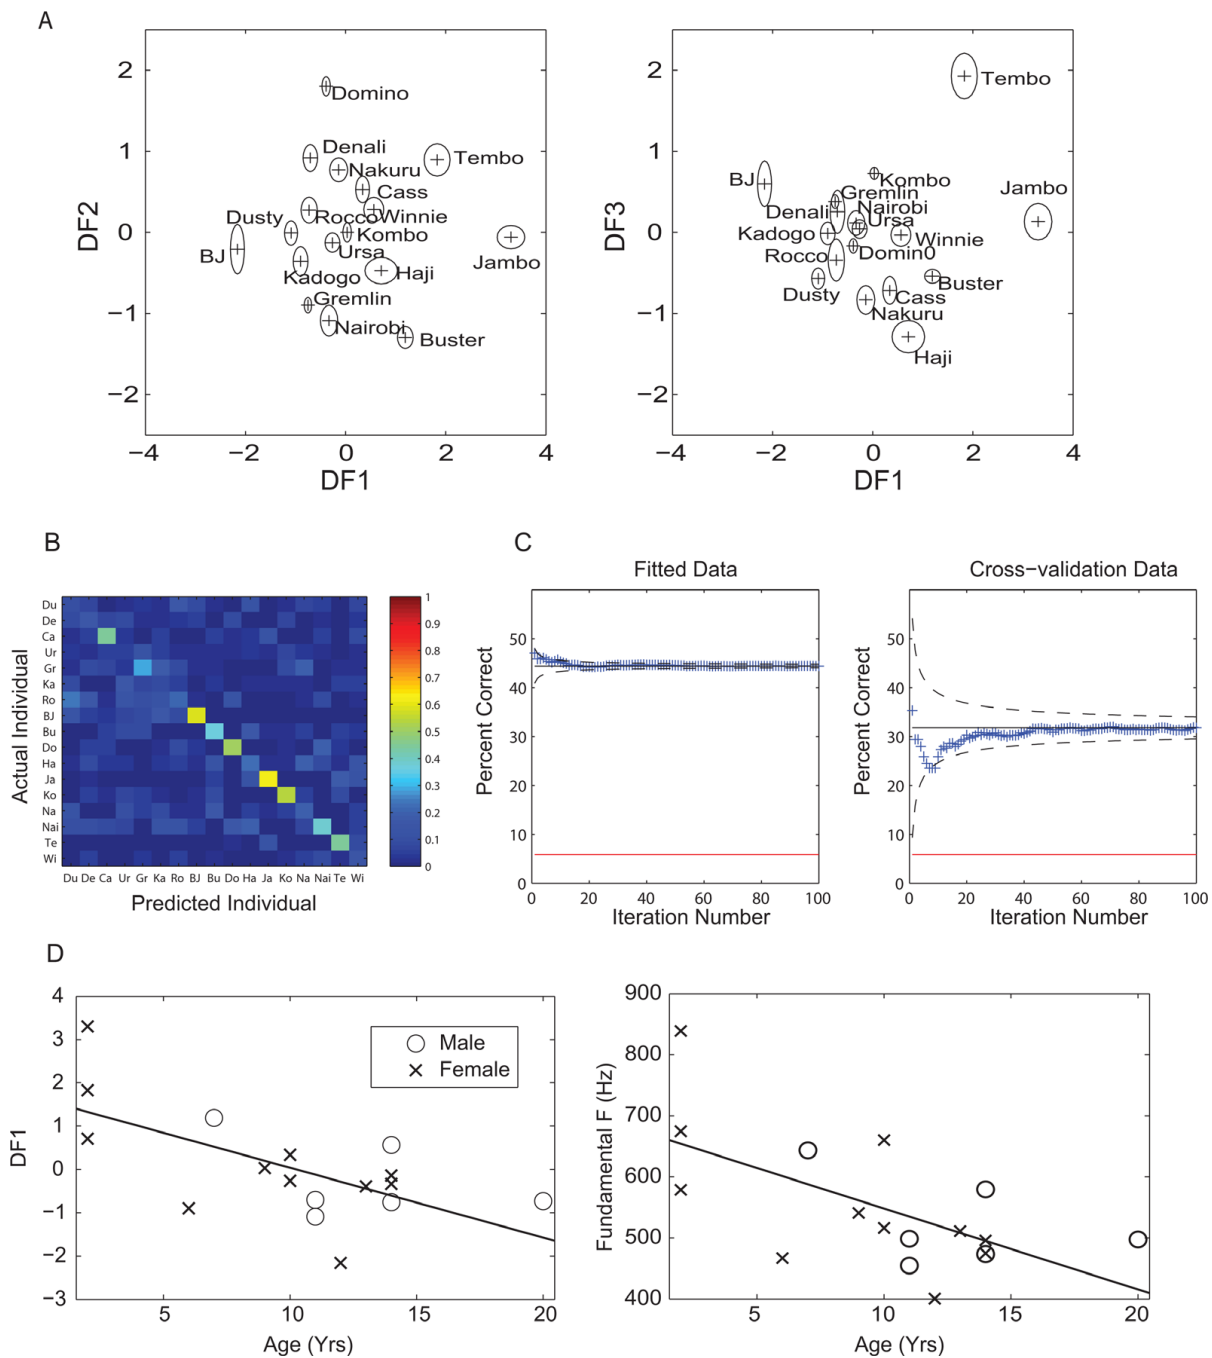 A
DF2
2
1
0
−1
−2
Domino
Denali
Nakuru
Tembo
Cass
Dusty
Rocco
Winnie
Kombo
BJ
Ursa
Jambo
Kadogo
Haji
Gremlin
Nairobi
Buster
−4 −2 0 2 4
DF1
DF3
2
1
0
−1
−2
Tembo
BJ
Kombo
Jambo
Gremlin
Denali
Nairobi
Ursa
Kadogo
Winnie
Rocco
Domin0
Dusty
Buster
Cass
Nakuru
Haji
−4 −2 0 2 4
DF1
B
Actual Individual
Du
De
Ca
Ur
Gr
Ka
Ro
BJ
Bu
Do
Ha
Ja
Ko
Na
Nai
Te
Wi
Du De Ca Ur Gr Ka Ro BJ Bu Do Ha Ja Ko Na Nai Te Wi
Predicted Individual
1
0.9
0.8
0.7
0.6
0.5
0.4
0.3
0.2
0.1
0
C
Fitted Data
Percent Correct
50
40
30
20
10
0
0 20 40 60 80 100
Iteration Number
Cross−validation Data
Percent Correct
50
40
30
20
10
0
0 20 40 60 80 100
Iteration Number
D
DF1
4
3
2
1
0
−1
−2
−3
Male
Female
5 10 15 20
Age (Yrs)
Fundamental F (Hz)
900
800
700
600
500
400
5 10 15 20
Age (Yrs)